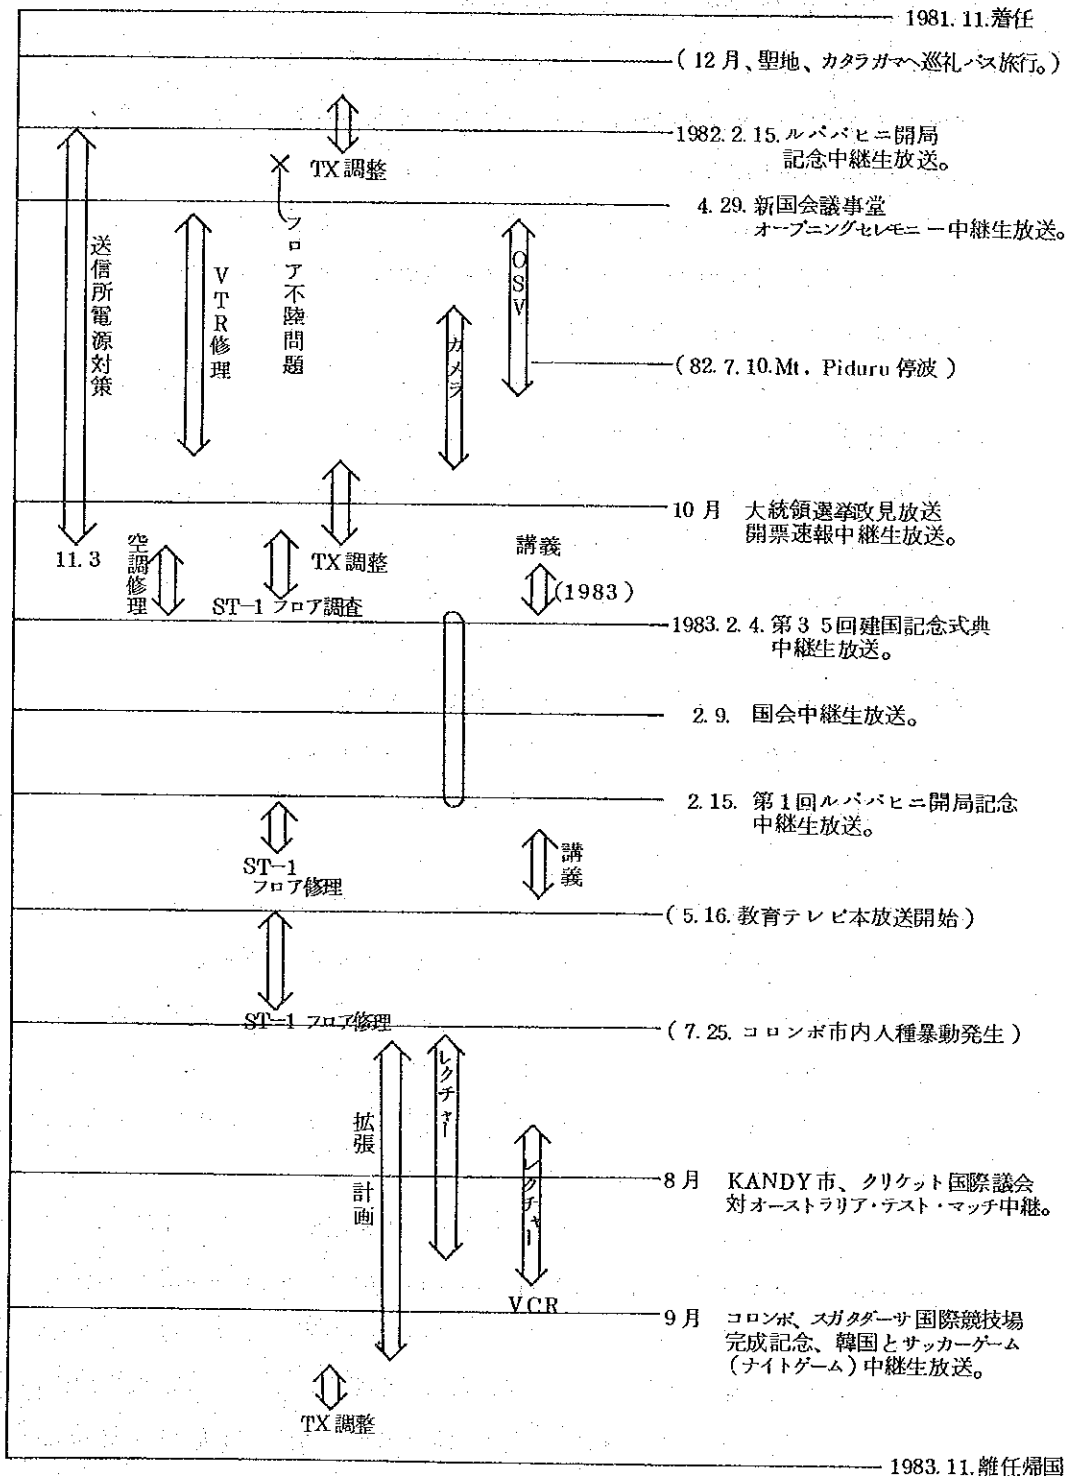 1981. 11.着任
(12月、聖地、カタラガマへ巡礼バス旅行。)
1982. 2. 15. ルパバヒニ開局
記念中継生放送。
TX 調整
4. 29. 新国会議事堂
オープニングセレモニー中継生放送。
送信所電源対策
VTR修理
フロア不陸問題
OSV
カメラ
(82. 7. 10. Mt. Piduru 停波)
10月 大統領選挙政見放送
開票速報中継生放送。
11. 3
空調修理
ST-1 フロア調査
TX 調整
講義
(1983)
1983. 2. 4. 第35回建国記念式典
中継生放送。
2. 9. 国会中継生放送。
2. 15. 第1回ルパバヒニ開局記念
中継生放送。
ST-1
フロア修理
講義
(5. 16. 教育テレビ本放送開始)
ST-1 フロア修理
(7. 25. コロンボ市内人種暴動発生)
拡張計画
レクチャー
レクチャー
VCR
8月 KANDY市、クリケット国際議会
対オーストラリア・テスト・マッチ中継。
9月 コロンボ、スガタダーサ国際競技場
完成記念、韓国とサッカーゲーム
(ナイトゲーム)中継生放送。
TX 調整
1983. 11. 離任帰国